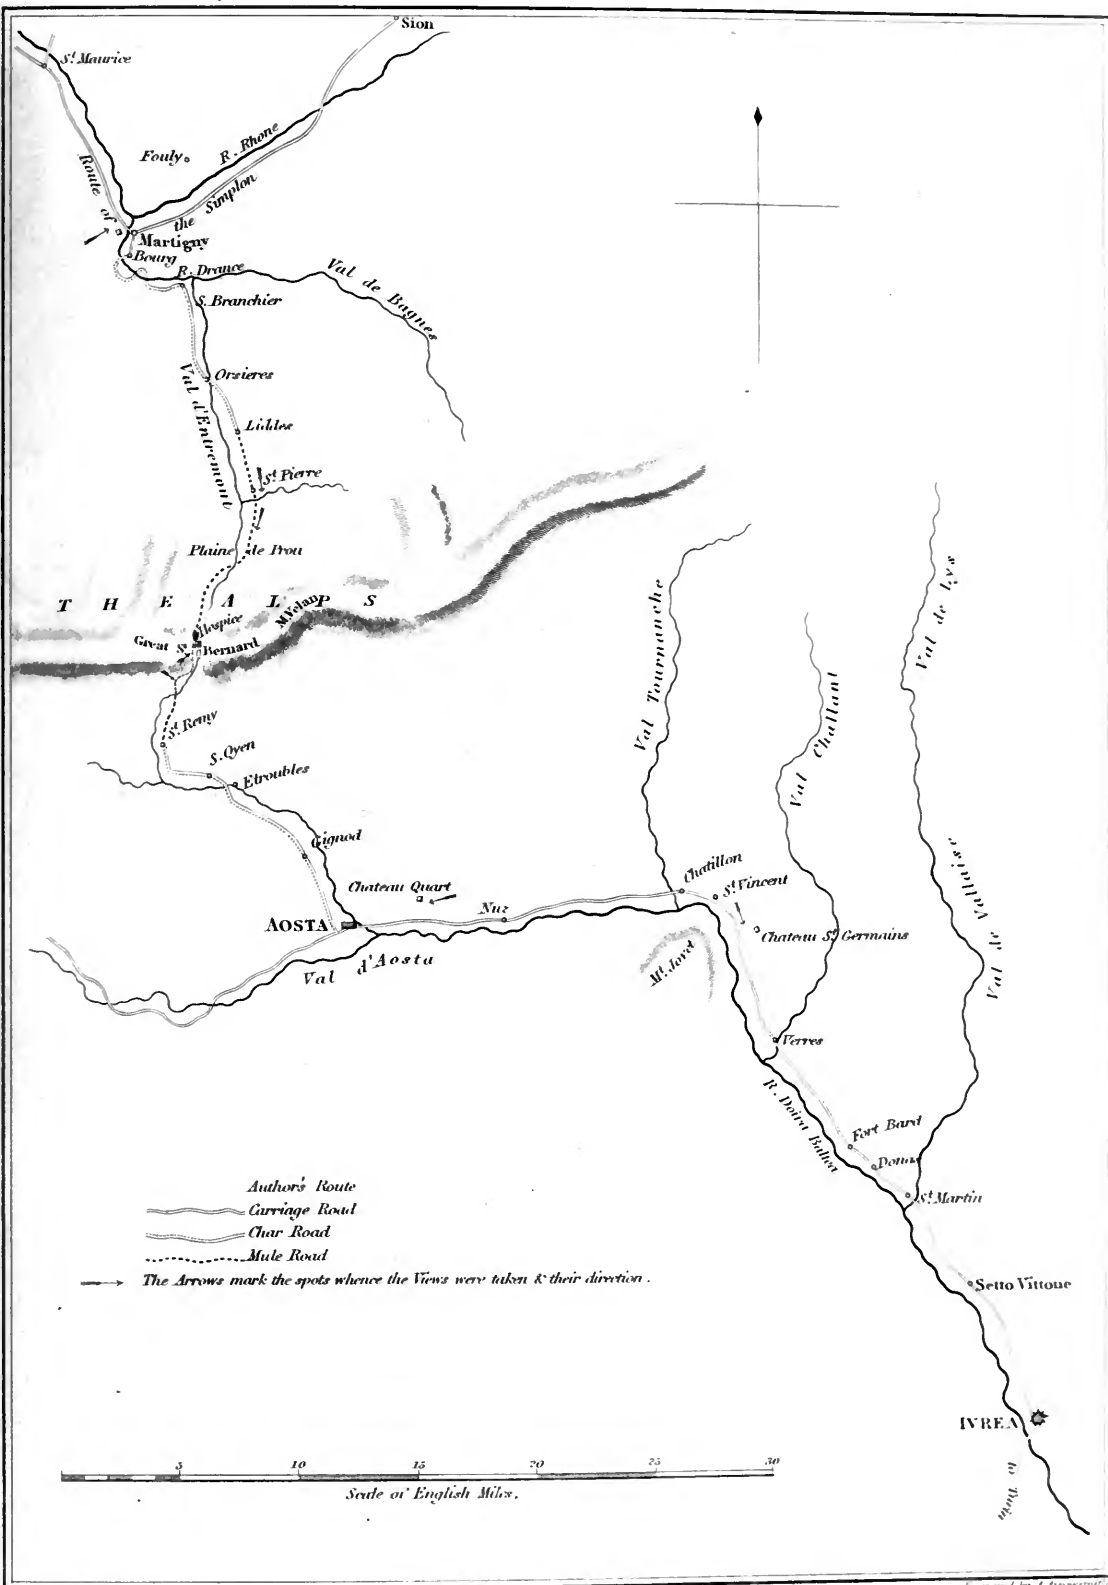 Sion
St. Maurice
Fouly
R. Rhone
Route of the Simplon
Martigny
Bourg
R. Drance
Val de Bagnes
S. Branchier
Orsieres
Val d'Entremont
Liddes
St. Pierre
Plaine de Prou
THE ALPS
Hospice
M. Velan
Great St. Bernard
St. Remy
S. Oyen
Etroubles
Gignod
Chateau Quart
AOSTA
Nuz
Val d'Aosta
Val Tournanche
Val Challant
Val de Lys
Val de Vallaise
Chatillon
St. Vincent
Chateau St. Germains
Mt. Jovet
Verres
R. Doira Baltea
Fort Bard
Donas
St. Martin
Setto Vittone
IVREA
to Turin
Author's Route
Carriage Road
Char Road
Mule Road
The Arrows mark the spots whence the Views were taken & their direction.
5 10 15 20 25 30
Scale of English Miles.